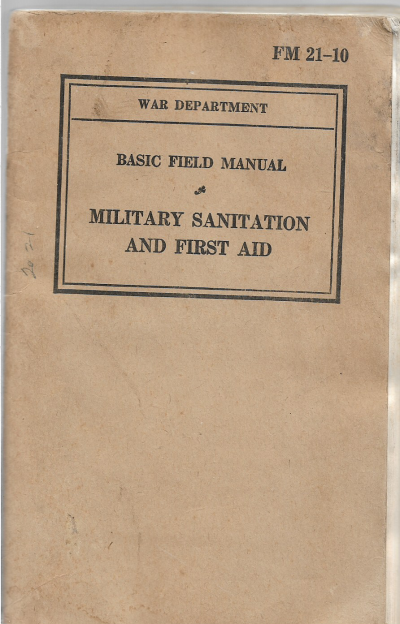 FM 21-10
WAR DEPARTMENT
BASIC FIELD MANUAL
MILITARY SANITATION
AND FIRST AID